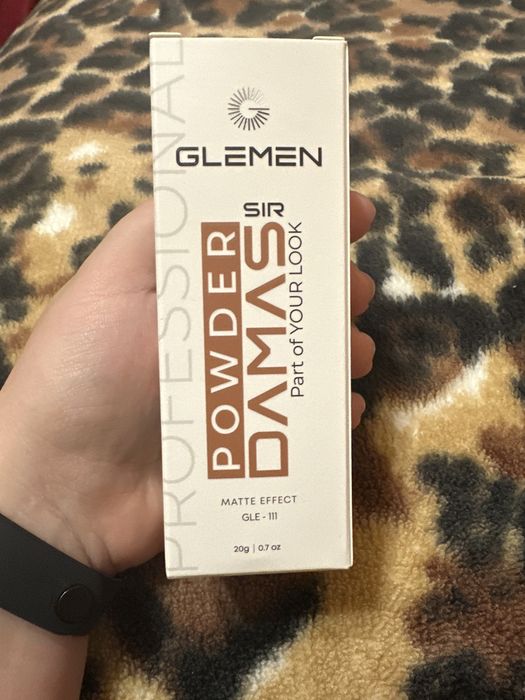 PROFESSIONAL
GLEMEN
SIR
POWDER
DAMAS
Part of YOUR LOOK
MATTE EFFECT
GLE - 111
20g | 0.7 oz